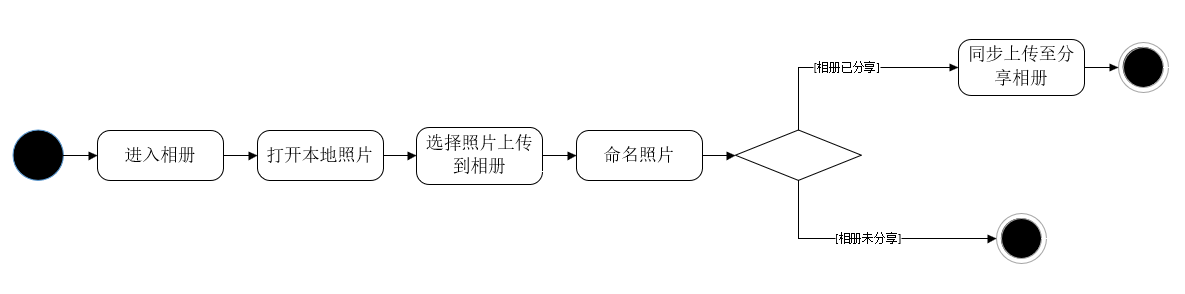 进入相册
打开本地照片
选择照片上传
到相册
命名照片
[相册已分享]
同步上传至分
享相册
[相册未分享]